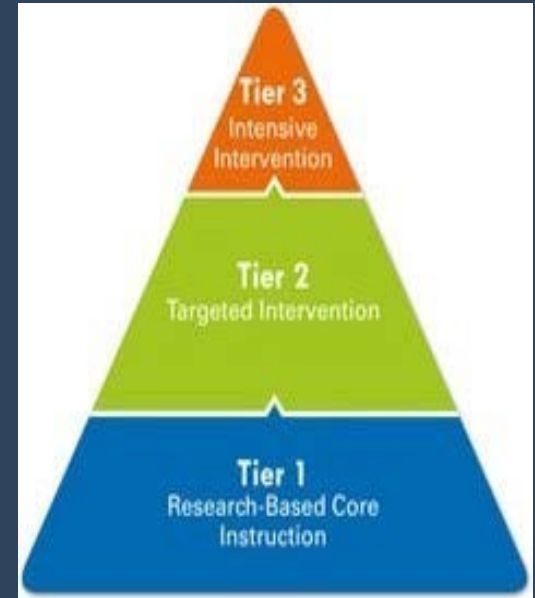 Tier 3
Intensive
Intervention
Tier 2
Targeted Intervention
Tier 1
Research-Based Core
Instruction